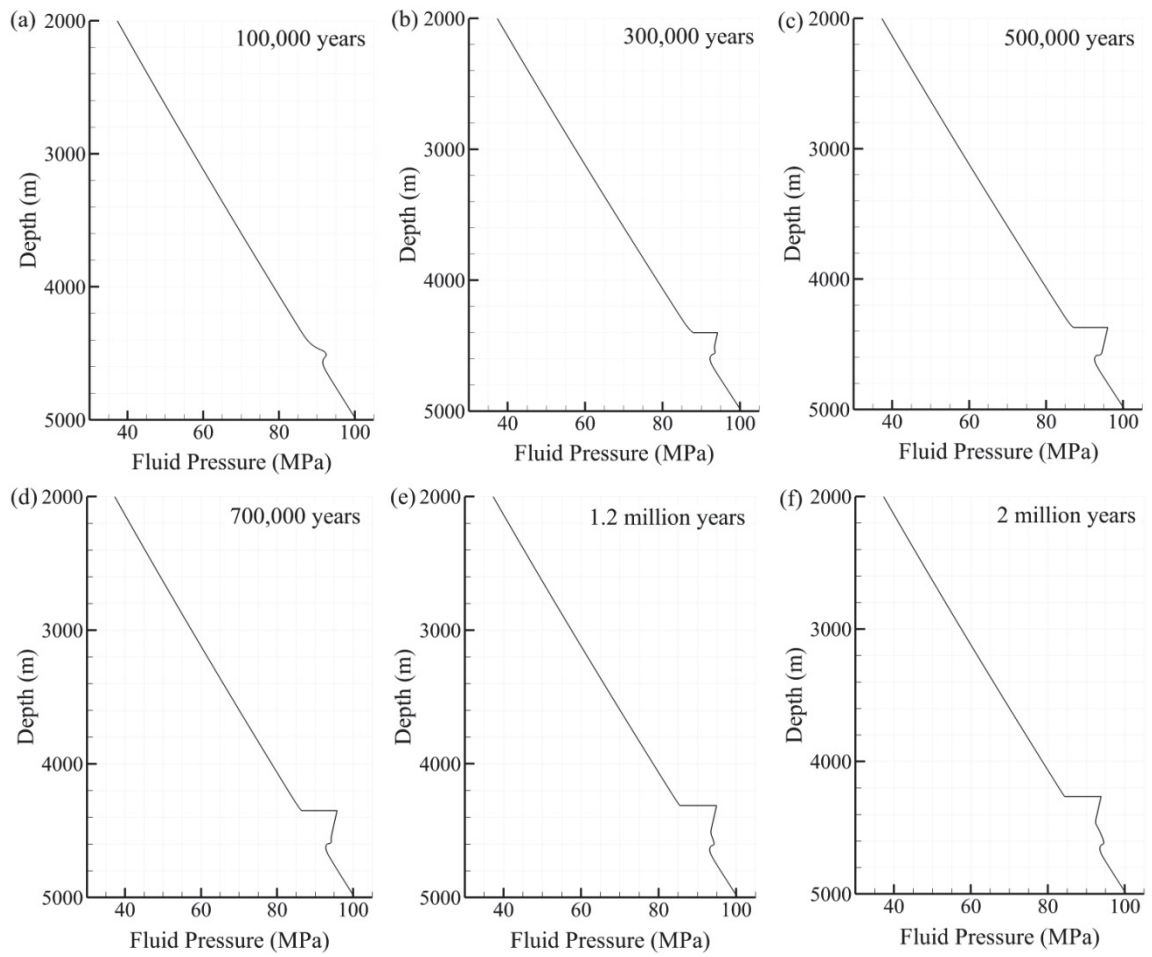 (a)
100,000 years
2000
3000
4000
5000
Depth (m)
40 60 80 100
Fluid Pressure (MPa)
(b)
300,000 years
2000
3000
4000
5000
Depth (m)
40 60 80 100
Fluid Pressure (MPa)
(c)
500,000 years
2000
3000
4000
5000
Depth (m)
40 60 80 100
Fluid Pressure (MPa)
(d)
700,000 years
2000
3000
4000
5000
Depth (m)
40 60 80 100
Fluid Pressure (MPa)
(e)
1.2 million years
2000
3000
4000
5000
Depth (m)
40 60 80 100
Fluid Pressure (MPa)
(f)
2 million years
2000
3000
4000
5000
Depth (m)
40 60 80 100
Fluid Pressure (MPa)